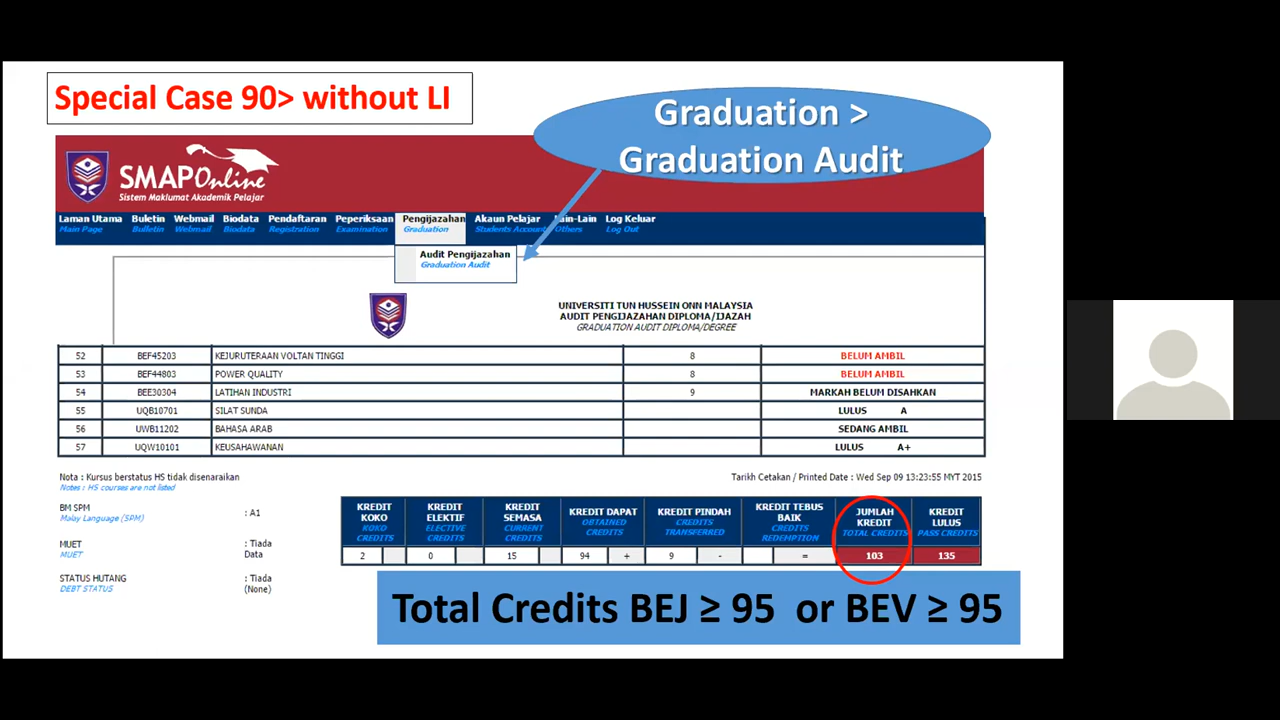 Special Case 90> without LI
Graduation >
Graduation Audit
SMAPOnline
Sistem Maklumat Akademik Pelajar
Laman Utama Buletin Webmail Biodata Pendaftaran Peperiksaan Pengijazahan Akaun Pelajar Lain-Lain Log Keluar
Main Page Bulletin Webmail Biodata Registration Examination Graduation Students Account Others Log Out
Audit Pengijazahan
Graduation Audit
UNIVERSITI TUN HUSSEIN ONN MALAYSIA
AUDIT PENGIJAZAHAN DIPLOMA/IJAZAH
GRADUATION AUDIT DIPLOMA/DEGREE
52 BEF45203 KEJURUTERAAN VOLTAN TINGGI 8 BELUM AMBIL
53 BEF44803 POWER QUALITY 8 BELUM AMBIL
54 BEE30304 LATIHAN INDUSTRI 9 MARKAH BELUM DISAHKAN
55 UQB10701 SILAT SUNDA LULUS A
56 UWB11202 BAHASA ARAB SEDANG AMBIL
57 UQW10101 KEUSAHAWANAN LULUS A+
Nota : Kursus berstatus HS tidak disenaraikan Tarikh Cetakan / Printed Date : Wed Sep 09 13:23:55 MYT 2015
Notes : HS courses are not listed
BM SPM : A1
Malay Language (SPM)
MUET : Tiada
MUET Data
STATUS HUTANG : Tiada
DEBT STATUS (None)
KREDIT KOKO KREDIT ELEKTIF KREDIT SEMASA KREDIT DAPAT KREDIT PINDAH KREDIT TEBUS BAIK JUMLAH KREDIT KREDIT LULUS
KOKO CREDITS ELECTIVE CREDITS CURRENT CREDITS OBTAINED CREDITS CREDITS TRANSFERRED CREDITS REDEMPTION TOTAL CREDITS PASS CREDITS
2 0 15 94 + 9 - = 103 135
Total Credits BEJ ≥ 95 or BEV ≥ 95